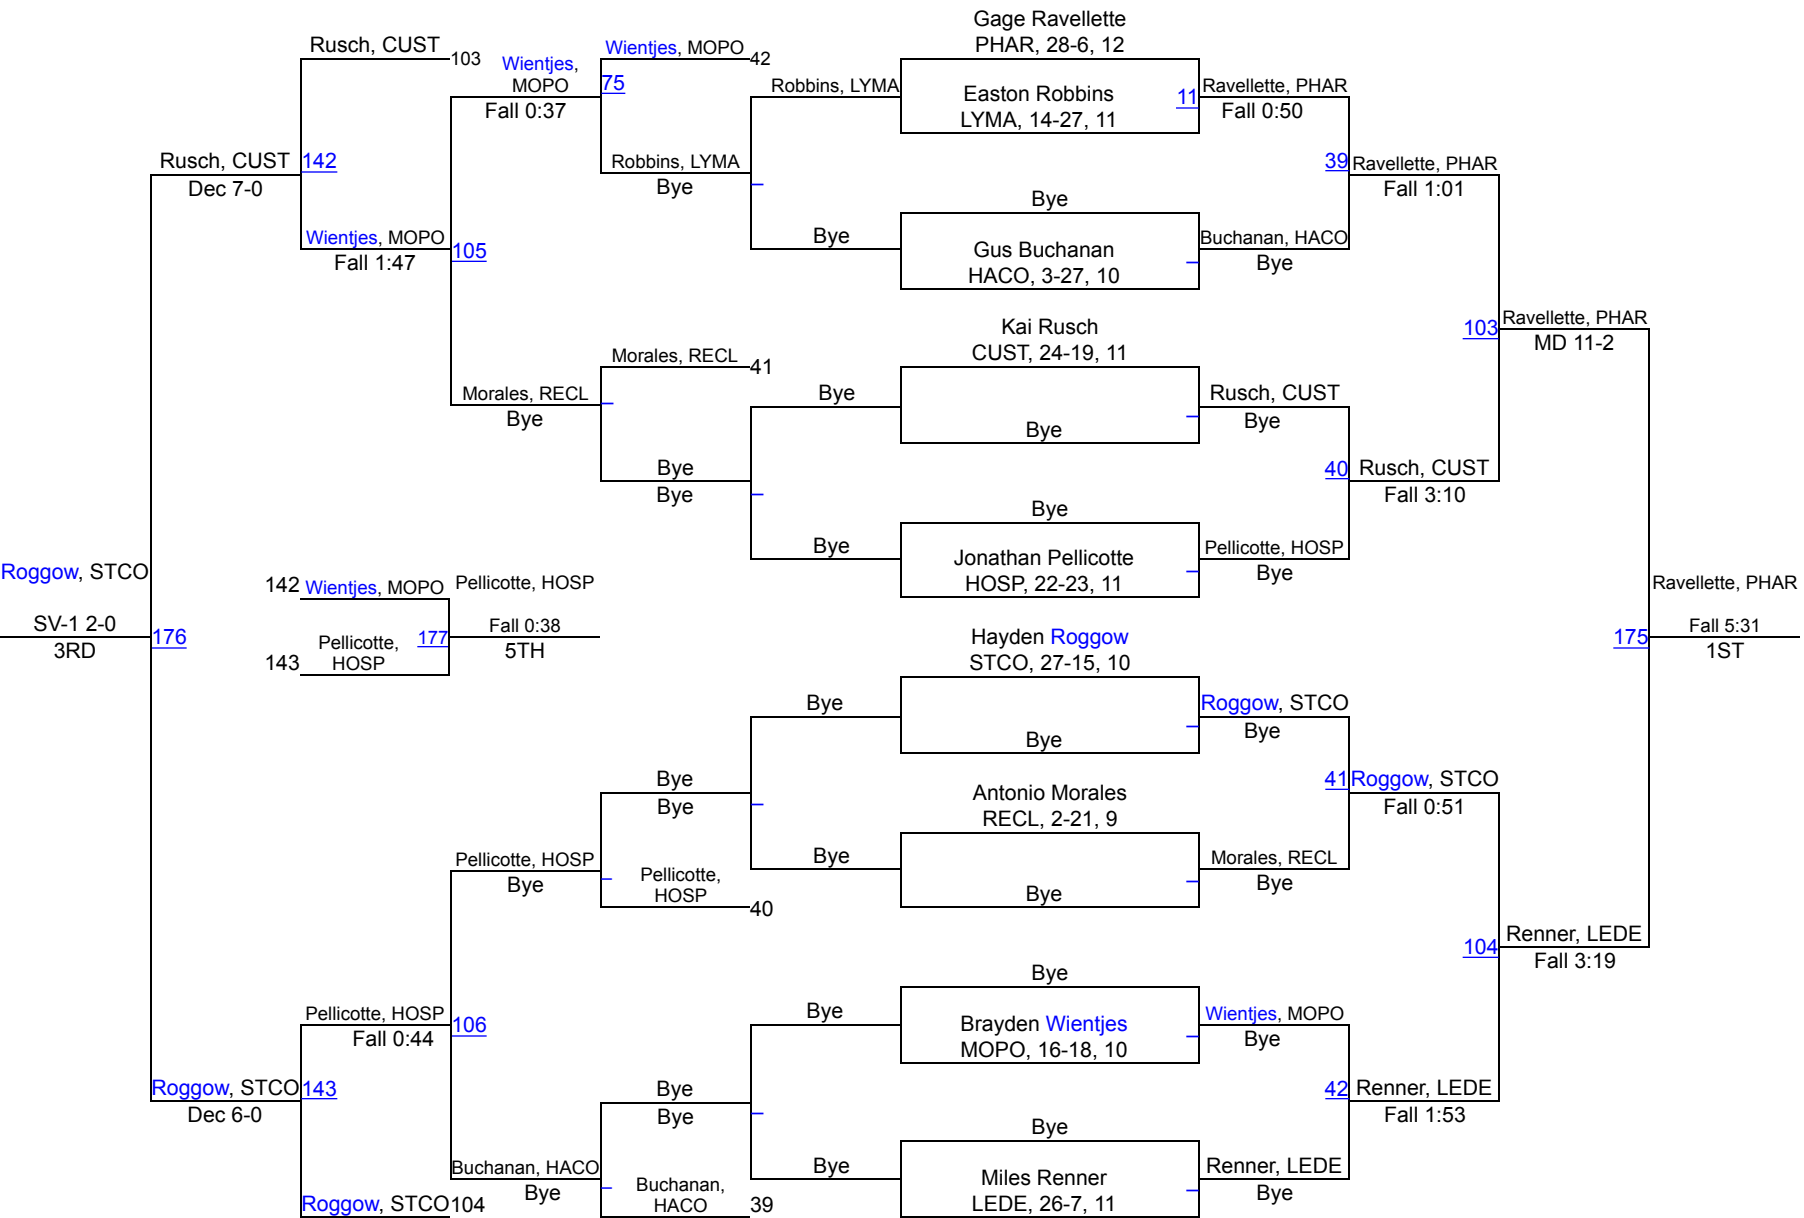 Gage Ravellette
PHAR, 28-6, 12
Rusch, CUST
103
Wientjes,
MOPO
Fall 0:37
Wientjes, MOPO
42
75
Robbins, LYMA
Easton Robbins
LYMA, 14-27, 11
11
Ravellette, PHAR
Fall 0:50
Rusch, CUST
Dec 7-0
142
Robbins, LYMA
Bye
39
Ravellette, PHAR
Fall 1:01
Bye
Bye
Gus Buchanan
HACO, 3-27, 10
Buchanan, HACO
Bye
Wientjes, MOPO
Fall 1:47
105
Kai Rusch
CUST, 24-19, 11
103
Ravellette, PHAR
MD 11-2
Morales, RECL
41
Morales, RECL
Bye
Bye
Bye
Rusch, CUST
Bye
Bye
Bye
40
Rusch, CUST
Fall 3:10
Bye
Bye
Jonathan Pellicotte
HOSP, 22-23, 11
Pellicotte, HOSP
Bye
Roggow, STCO
SV-1 2-0
3RD
176
142
Wientjes, MOPO
Pellicotte,
HOSP
143
177
Pellicotte, HOSP
Fall 0:38
5TH
Ravellette, PHAR
175
Fall 5:31
1ST
Hayden Roggow
STCO, 27-15, 10
Bye
Bye
Roggow, STCO
Bye
Bye
Bye
41
Roggow, STCO
Fall 0:51
Antonio Morales
RECL, 2-21, 9
Pellicotte, HOSP
Bye
Pellicotte,
HOSP
40
Bye
Bye
Morales, RECL
Bye
104
Renner, LEDE
Fall 3:19
Bye
Pellicotte, HOSP
Fall 0:44
106
Bye
Brayden Wientjes
MOPO, 16-18, 10
Wientjes, MOPO
Bye
Roggow, STCO
Dec 6-0
143
Bye
Bye
42
Renner, LEDE
Fall 1:53
Bye
Buchanan, HACO
Bye
Bye
Miles Renner
LEDE, 26-7, 11
Renner, LEDE
Bye
Roggow, STCO
104
Buchanan,
HACO
39